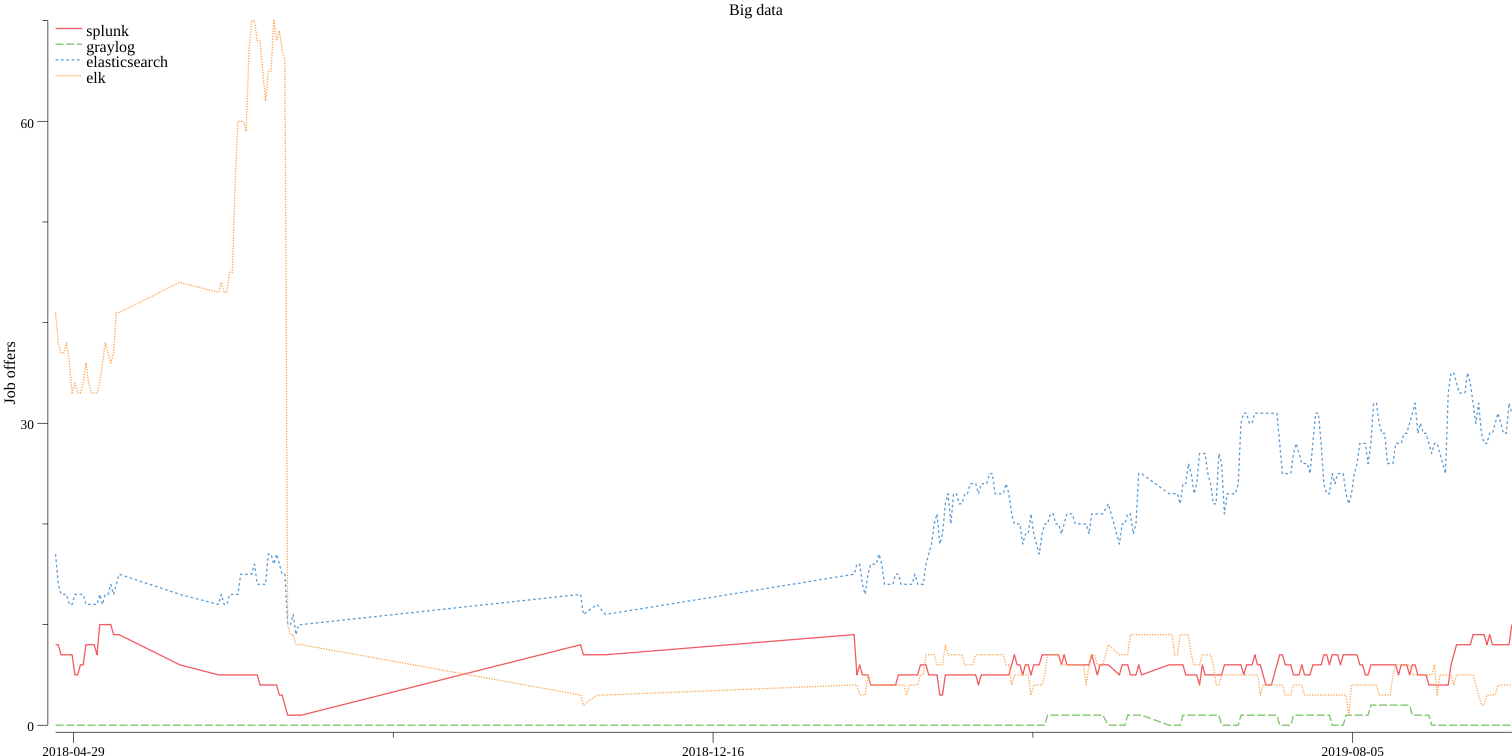 Big data
splunk
graylog
elasticsearch
elk
60
30
0
Job offers
2018-04-29
2018-12-16
2019-08-05